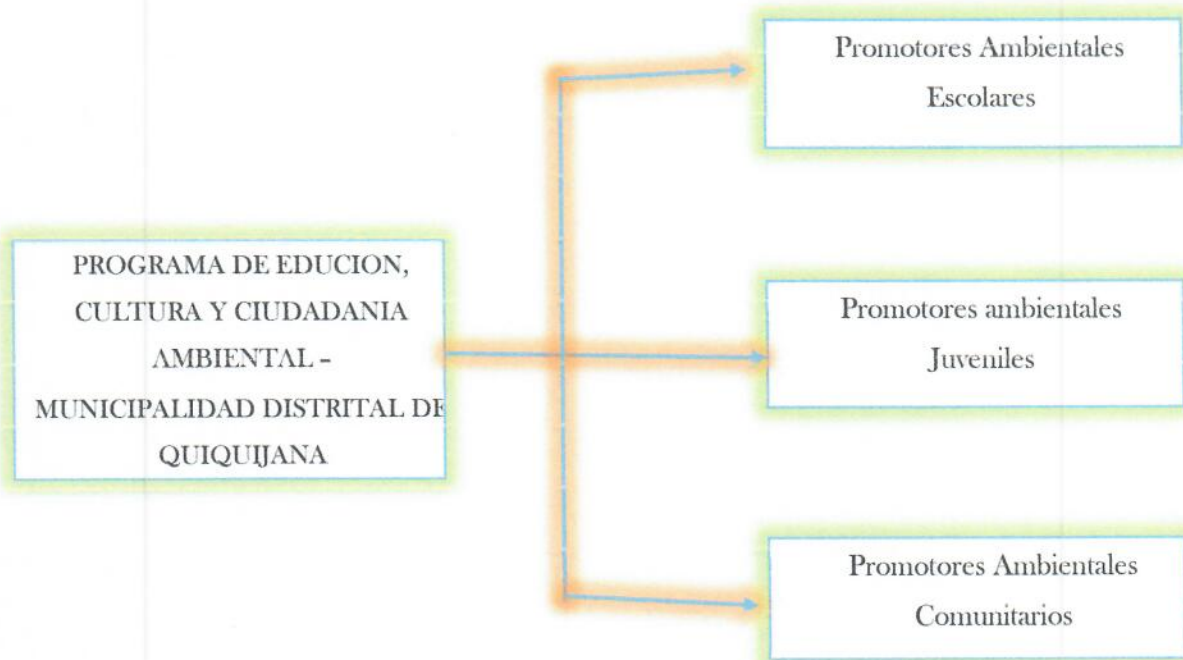 PROGRAMA DE EDUCION,
CULTURA Y CIUDADANIA
AMBIENTAL –
MUNICIPALIDAD DISTRITAL DE
QUIQUIJANA
Promotores Ambientales
Escolares
Promotores ambientales
Juveniles
Promotores Ambientales
Comunitarios